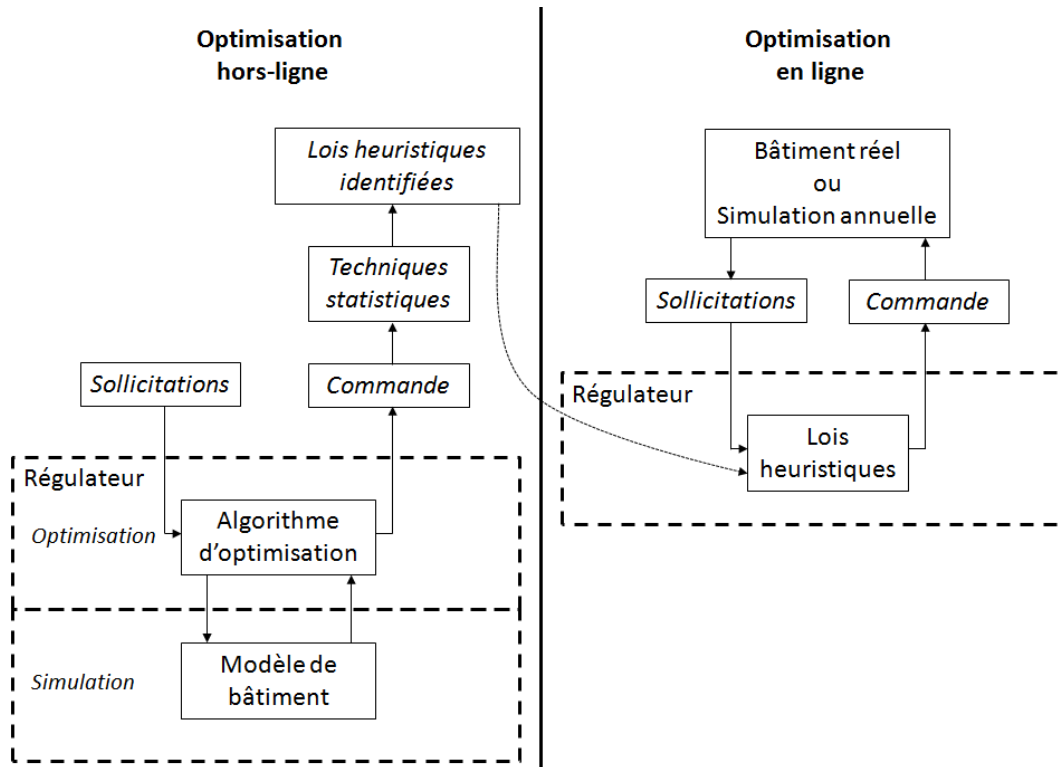 Optimisation
hors-ligne
Lois heuristiques
identifiées
Techniques
statistiques
Sollicitations
Commande
Régulateur
Optimisation
Algorithme
d'optimisation
Simulation
Modèle de
bâtiment
Optimisation
en ligne
Bâtiment réel
ou
Simulation annuelle
Sollicitations
Commande
Régulateur
Lois
heuristiques